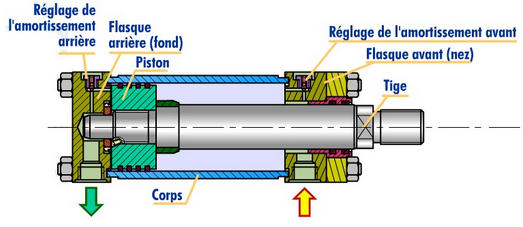 Réglage de
l'amortissement
arrière
Flasque
arrière (fond)
Piston
Réglage de l'amortissement avant
Flasque avant (nez)
Tige
Corps